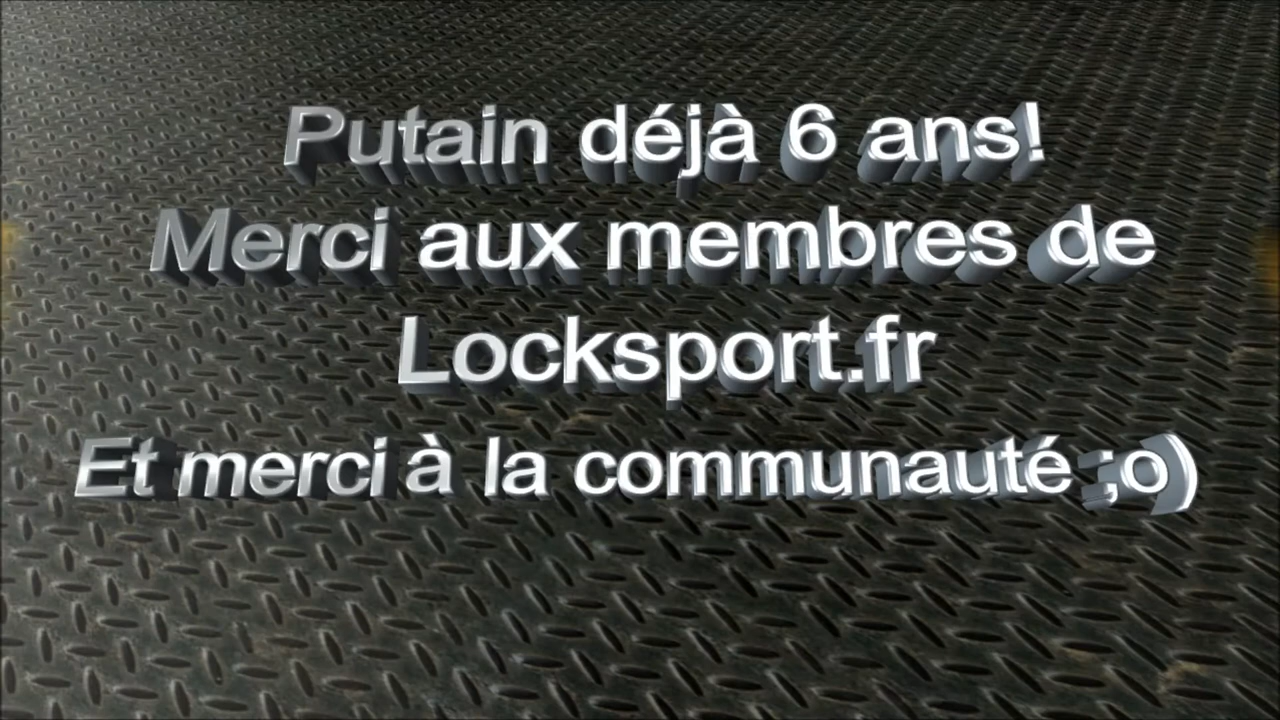 Putain déjà 6 ans!
Merci aux membres de
Locksport.fr
Et merci à la communauté ;o)